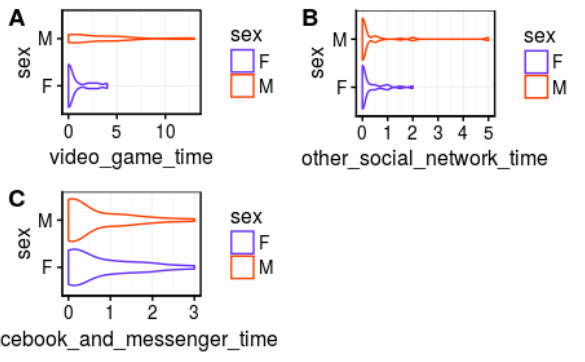 A
sex
M
F
0 5 10
video_game_time
sex
F
M
B
sex
M
F
0 1 2 3 4 5
other_social_network_time
sex
F
M
C
sex
M
F
0 1 2 3
cebook_and_messenger_time
sex
F
M